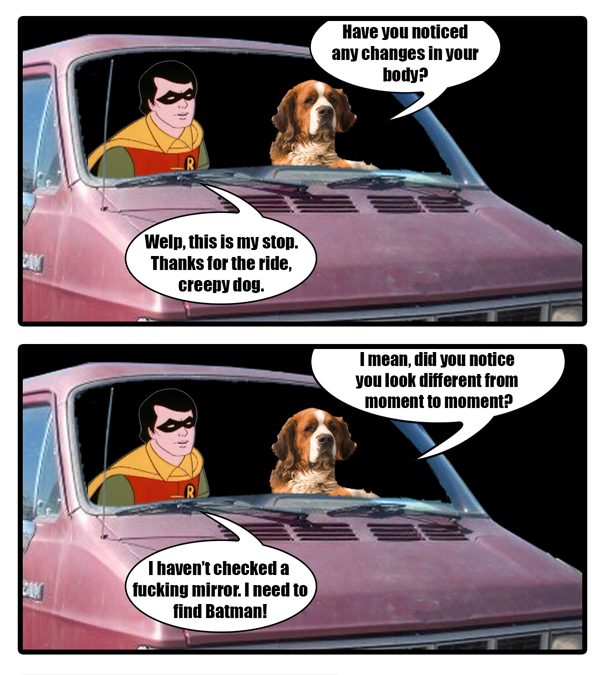 Have you noticed
any changes in your
body?
R
Welp, this is my stop.
Thanks for the ride,
creepy dog.
I mean, did you notice
you look different from
moment to moment?
R
I haven't checked a
fucking mirror. I need to
find Batman!